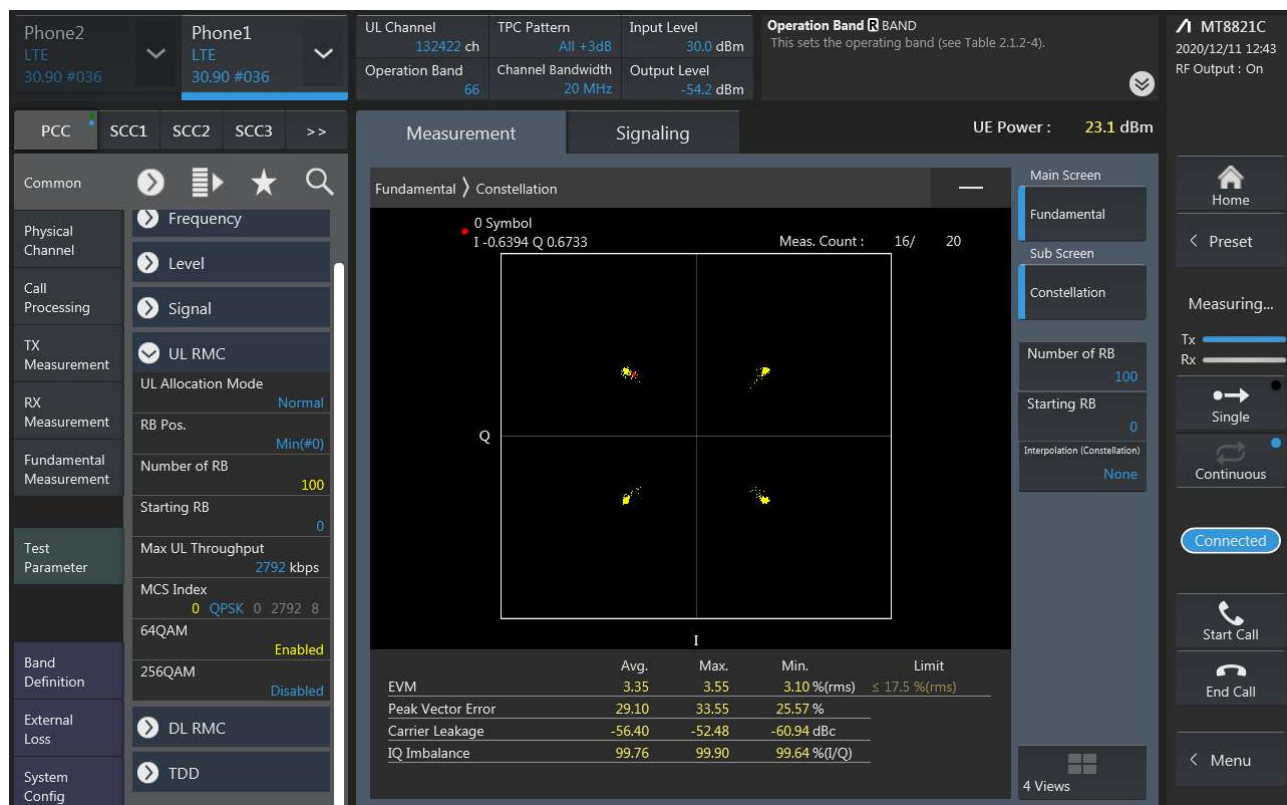 Phone2
LTE
30.90 #036
Phone1
LTE
30.90 #036
UL Channel
132422 ch
TPC Pattern
All +3dB
Input Level
30.0 dBm
Operation Band
66
Channel Bandwidth
20 MHz
Output Level
-54.2 dBm
Operation Band R BAND
This sets the operating band (see Table 2.1.2-4).
MT8821C
2020/12/11 12:43
RF Output : On
PCC SCC1 SCC2 SCC3 >>
Measurement
Signaling
UE Power : 23.1 dBm
Common
Physical
Channel
Call
Processing
TX
Measurement
RX
Measurement
Fundamental
Measurement
Test
Parameter
Band
Definition
External
Loss
System
Config
Frequency
Level
Signal
UL RMC
UL Allocation Mode
Normal
RB Pos.
Min(#0)
Number of RB
100
Starting RB
0
Max UL Throughput
2792 kbps
MCS Index
0 QPSK 0 2792 8
64QAM
Enabled
256QAM
Disabled
DL RMC
TDD
Fundamental 〉 Constellation
0 Symbol
I -0.6394 Q 0.6733
Meas. Count : 16/ 20
Q
I
Avg. Max. Min. Limit
EVM 3.35 3.55 3.10 %(rms) ≤ 17.5 %(rms)
Peak Vector Error 29.10 33.55 25.57 %
Carrier Leakage -56.40 -52.48 -60.94 dBc
IQ Imbalance 99.76 99.90 99.64 %(I/Q)
Main Screen
Fundamental
Sub Screen
Constellation
Number of RB
100
Starting RB
0
Interpolation (Constellation)
None
4 Views
Home
< Preset
Measuring...
Tx
Rx
Single
Continuous
Connected
Start Call
End Call
< Menu